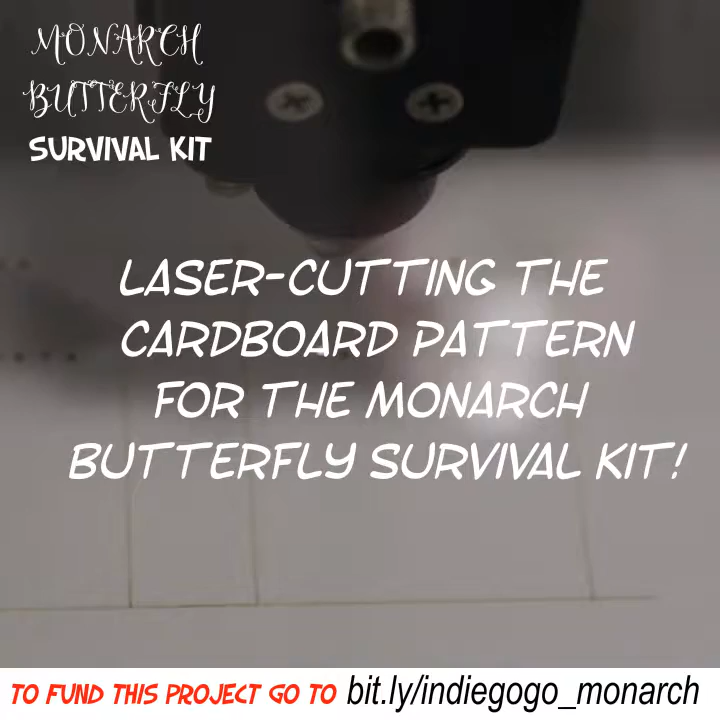 MONARCH
BUTTERFLY
SURVIVAL KIT
LASER-CUTTING THE
CARDBOARD PATTERN
FOR THE MONARCH
BUTTERFLY SURVIVAL KIT!
TO FUND THIS PROJECT GO TO bit.ly/indiegogo_monarch